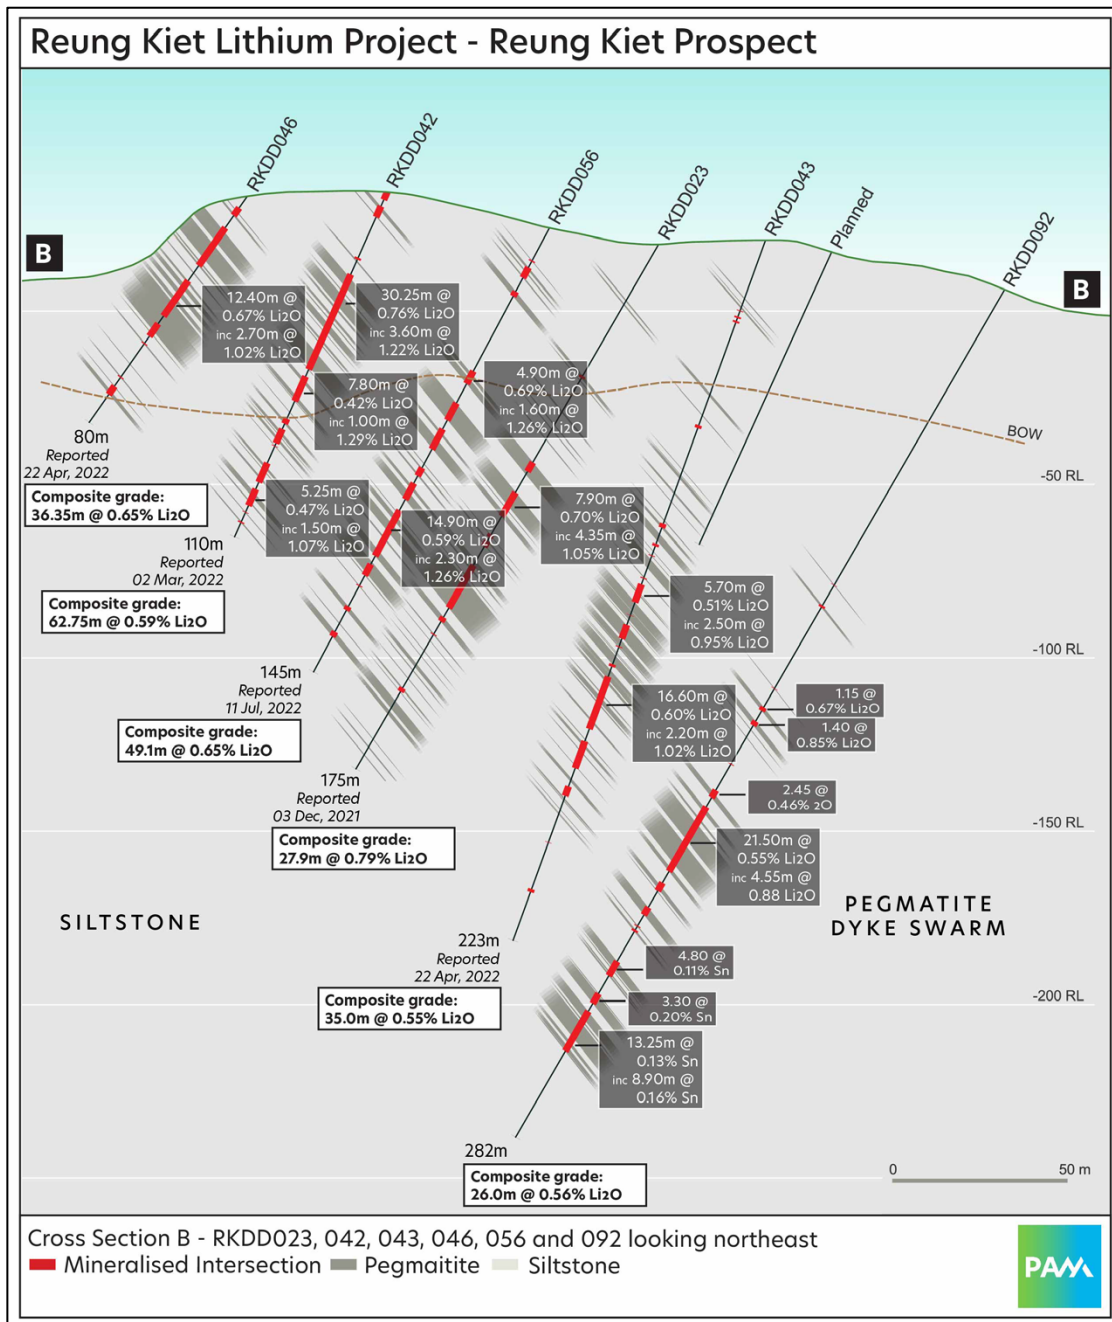 Reung Kiet Lithium Project - Reung Kiet Prospect
RKDD046
RKDD042
RKDD056
RKDD023
RKDD043
Planned
RKDD092
B
B
12.40m @
0.67% Li2O
inc 2.70m @
1.02% Li2O
30.25m @
0.76% Li2O
inc 3.60m @
1.22% Li2O
7.80m @
0.42% Li2O
inc 1.00m @
1.29% Li2O
4.90m @
0.69% Li2O
inc 1.60m @
1.26% Li2O
BOW
80m
Reported
22 Apr, 2022
Composite grade:
36.35m @ 0.65% Li2O
-50 RL
5.25m @
0.47% Li2O
inc 1.50m @
1.07% Li2O
14.90m @
0.59% Li2O
inc 2.30m @
1.26% Li2O
7.90m @
0.70% Li2O
inc 4.35m @
1.05% Li2O
110m
Reported
02 Mar, 2022
Composite grade:
62.75m @ 0.59% Li2O
5.70m @
0.51% Li2O
inc 2.50m @
0.95% Li2O
-100 RL
145m
Reported
11 Jul, 2022
Composite grade:
49.1m @ 0.65% Li2O
16.60m @
0.60% Li2O
inc 2.20m @
1.02% Li2O
1.15 @
0.67% Li2O
1.40 @
0.85% Li2O
175m
Reported
03 Dec, 2021
Composite grade:
27.9m @ 0.79% Li2O
2.45 @
0.46% 2O
-150 RL
21.50m @
0.55% Li2O
inc 4.55m @
0.88 Li2O
SILTSTONE
PEGMATITE
DYKE SWARM
223m
Reported
22 Apr, 2022
Composite grade:
35.0m @ 0.55% Li2O
4.80 @
0.11% Sn
-200 RL
3.30 @
0.20% Sn
13.25m @
0.13% Sn
inc 8.90m @
0.16% Sn
282m
Composite grade:
26.0m @ 0.56% Li2O
0 50 m
Cross Section B - RKDD023, 042, 043, 046, 056 and 092 looking northeast
Mineralised Intersection Pegmaitite Siltstone
PAM